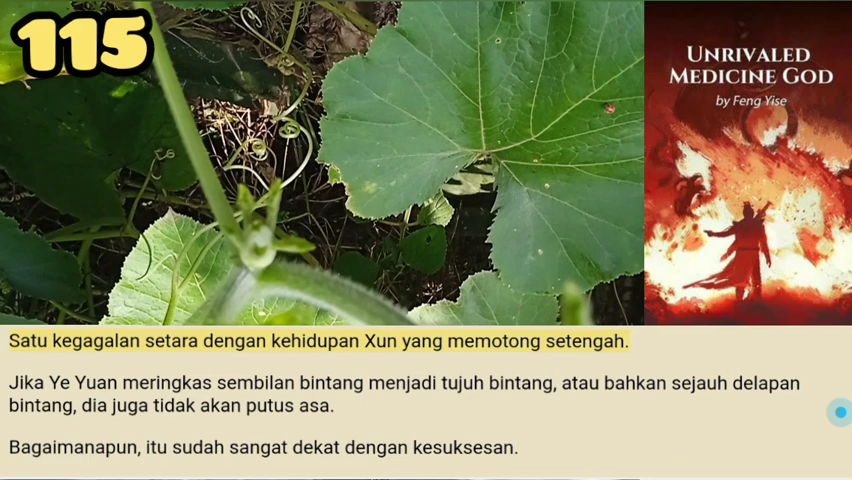 115
UNRIVALED
MEDICINE GOD
by Feng Yise
Satu kegagalan setara dengan kehidupan Xun yang memotong setengah.
Jika Ye Yuan meringkas sembilan bintang menjadi tujuh bintang, atau bahkan sejauh delapan
bintang, dia juga tidak akan putus asa.
Bagaimanapun, itu sudah sangat dekat dengan kesuksesan.